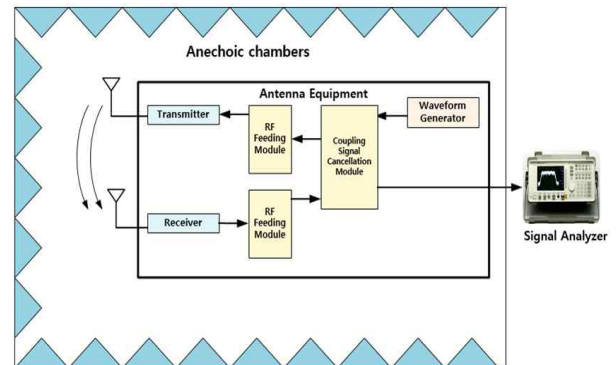 Anechoic chambers
Antenna Equipment
Transmitter
RF
Feeding
Module
Coupling
Signal
Cancellation
Module
Waveform
Generator
Receiver
RF
Feeding
Module
Signal Analyzer